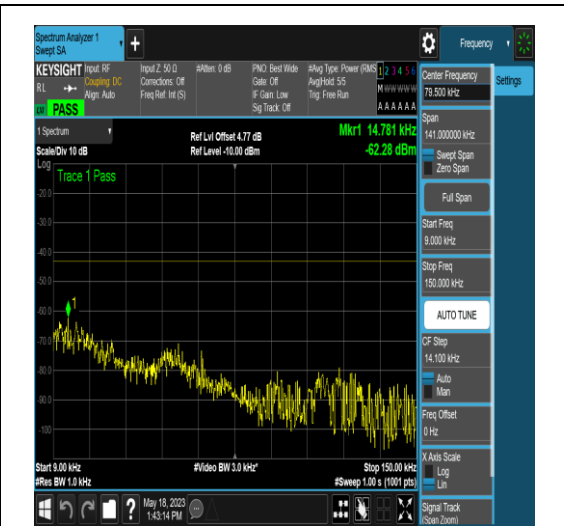 Spectrum Analyzer 1
Swept SA
+
Frequency
KEYSIGHT
RL
PASS
Input: RF
Coupling: DC
Align: Auto
Input Z: 50 Ω
Corrections: Off
Freq Ref: Int (S)
#Atten: 0 dB
PNO: Best Wide
Gate: Off
IF Gain: Low
Sig Track: Off
#Avg Type: Power (RMS
Avg|Hold: 5/5
Trig: Free Run
1 2 3 4 5 6
M W W W W W
A A A A A A
1 Spectrum
Scale/Div 10 dB
Ref Lvl Offset 4.77 dB
Ref Level -10.00 dBm
Mkr1 14.781 kHz
-62.28 dBm
Log
Trace 1 Pass
-20.0
-30.0
-40.0
-50.0
-60.0
-70.0
-80.0
-90.0
-100
1
Start 9.00 kHz
#Res BW 1.0 kHz
#Video BW 3.0 kHz*
Stop 150.00 kHz
#Sweep 1.00 s (1001 pts)
?
May 18, 2023
1:43:14 PM
Center Frequency
79.500 kHz
Settings
Span
141.000000 kHz
Swept Span
Zero Span
Full Span
Start Freq
9.000 kHz
Stop Freq
150.000 kHz
AUTO TUNE
CF Step
14.100 kHz
Auto
Man
Freq Offset
0 Hz
X Axis Scale
Log
Lin
Signal Track
(Span Zoom)